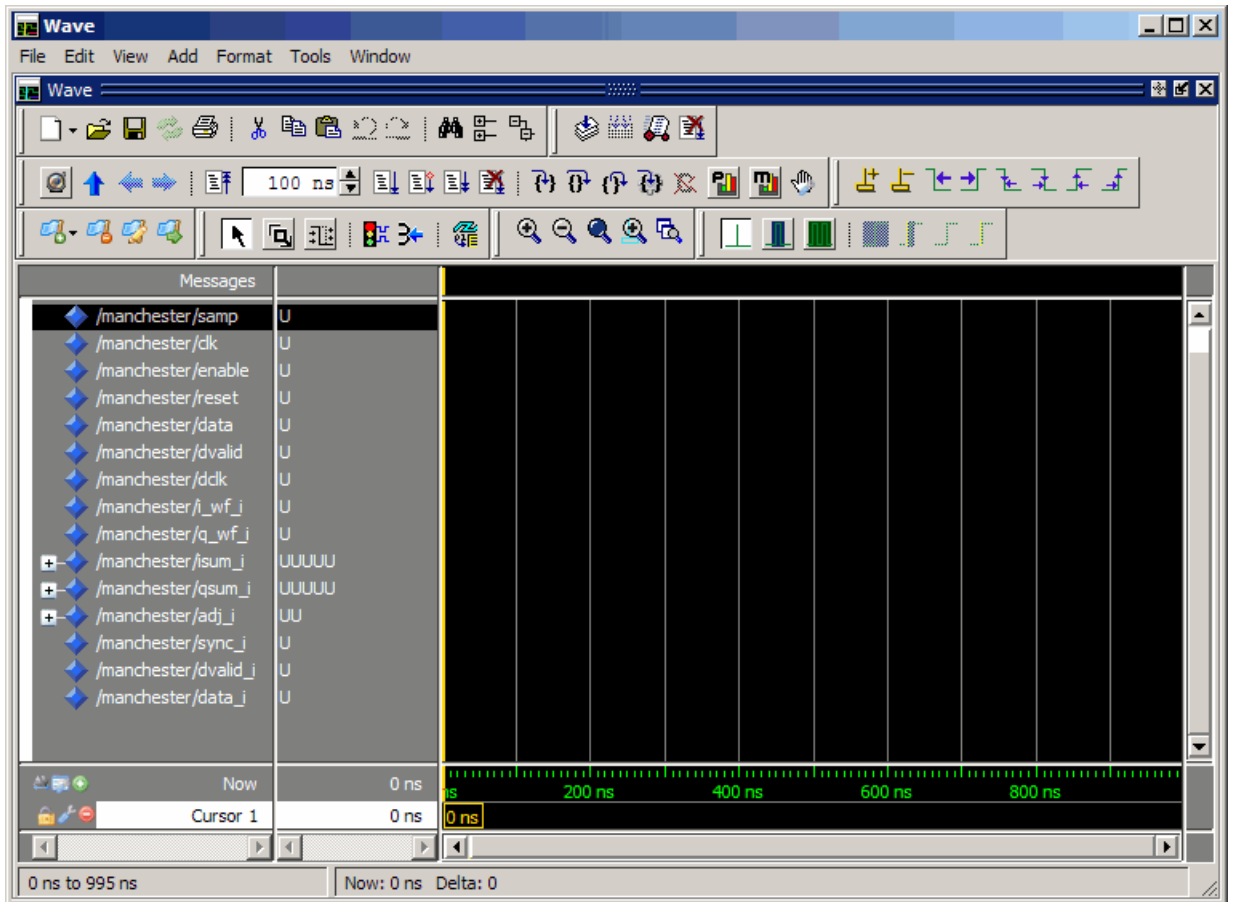 Wave
File Edit View Add Format Tools Window
Wave
100 ns
Messages
/manchester/samp U
/manchester/clk U
/manchester/enable U
/manchester/reset U
/manchester/data U
/manchester/dvalid U
/manchester/dclk U
/manchester/i_wf_i U
/manchester/q_wf_i U
/manchester/isum_i UUUUU
/manchester/qsum_i UUUUU
/manchester/adj_i UU
/manchester/sync_i U
/manchester/dvalid_i U
/manchester/data_i U
Now 0 ns ns 200 ns 400 ns 600 ns 800 ns
Cursor 1 0 ns 0 ns
0 ns to 995 ns Now: 0 ns Delta: 0